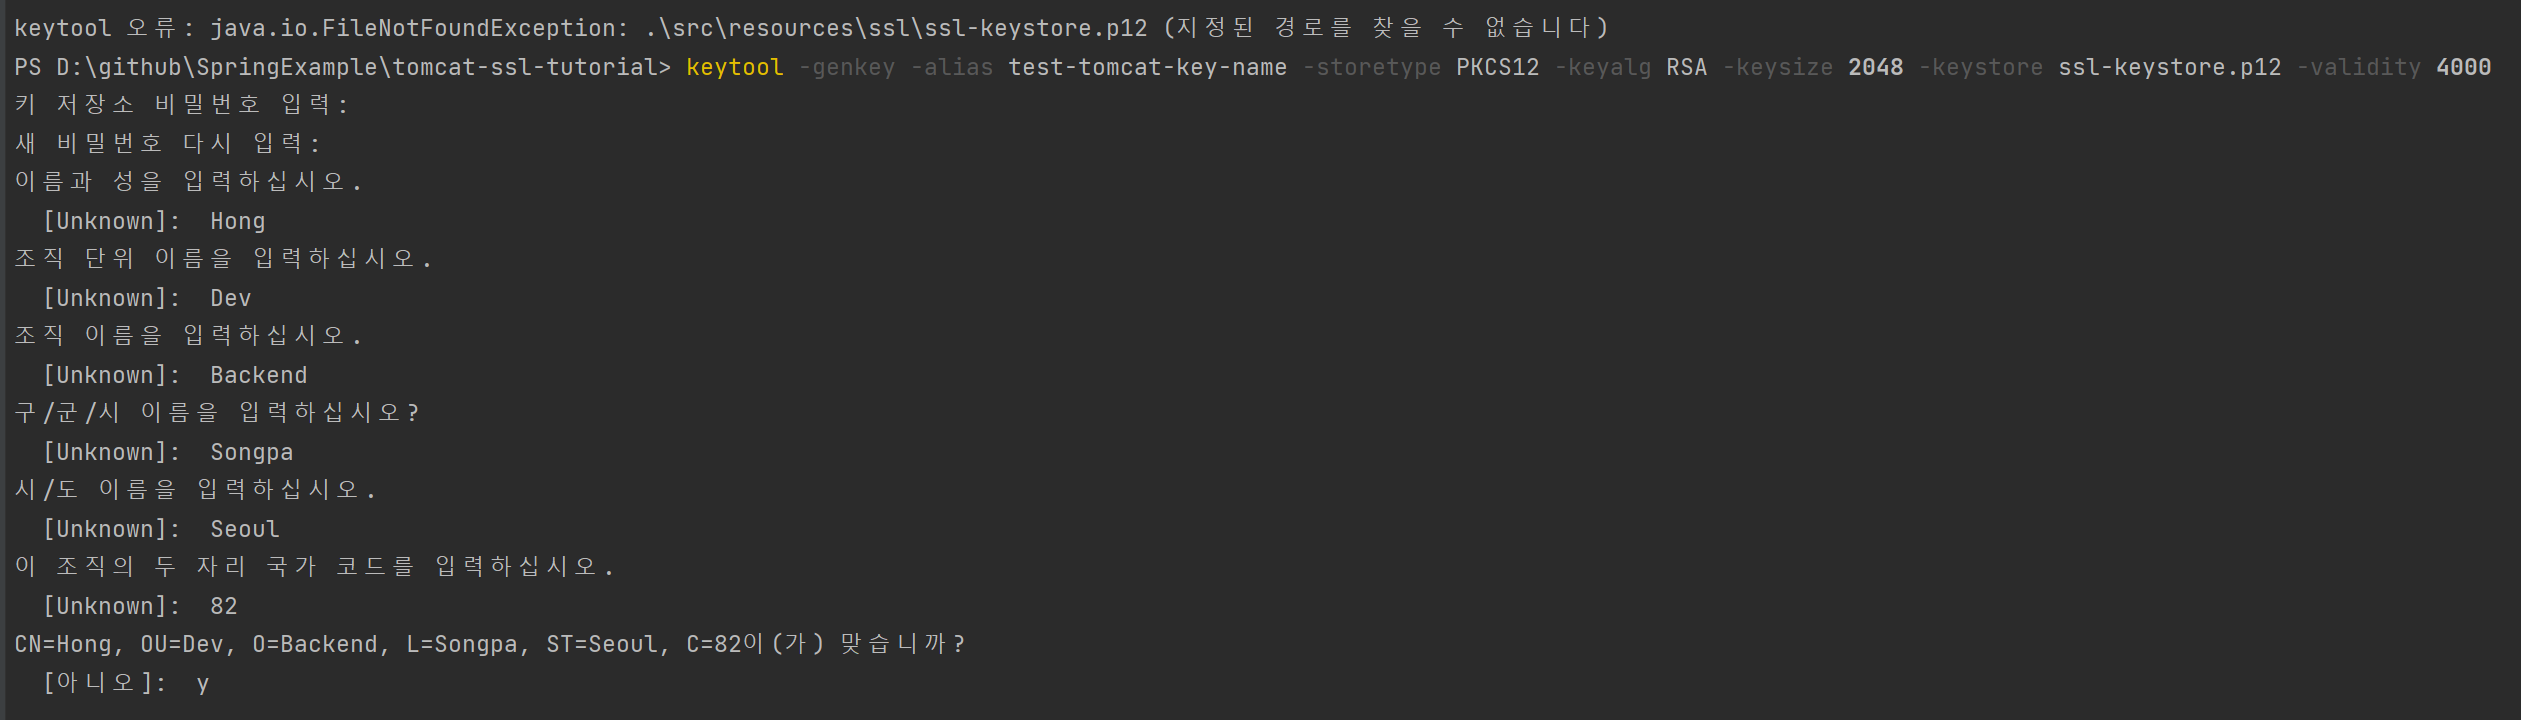 keytool 오류: java.io.FileNotFoundException: .\src\resources\ssl\ssl-keystore.p12 (지정된 경로를 찾을 수 없습니다)
PS D:\github\SpringExample\tomcat-ssl-tutorial> keytool -genkey -alias test-tomcat-key-name -storetype PKCS12 -keyalg RSA -keysize 2048 -keystore ssl-keystore.p12 -validity 4000
키 저장소 비밀번호 입력:
새 비밀번호 다시 입력:
이름과 성을 입력하십시오.
  [Unknown]:  Hong
조직 단위 이름을 입력하십시오.
  [Unknown]:  Dev
조직 이름을 입력하십시오.
  [Unknown]:  Backend
구/군/시 이름을 입력하십시오?
  [Unknown]:  Songpa
시/도 이름을 입력하십시오.
  [Unknown]:  Seoul
이 조직의 두 자리 국가 코드를 입력하십시오.
  [Unknown]:  82
CN=Hong, OU=Dev, O=Backend, L=Songpa, ST=Seoul, C=82이(가) 맞습니까?
  [아니오]:  y